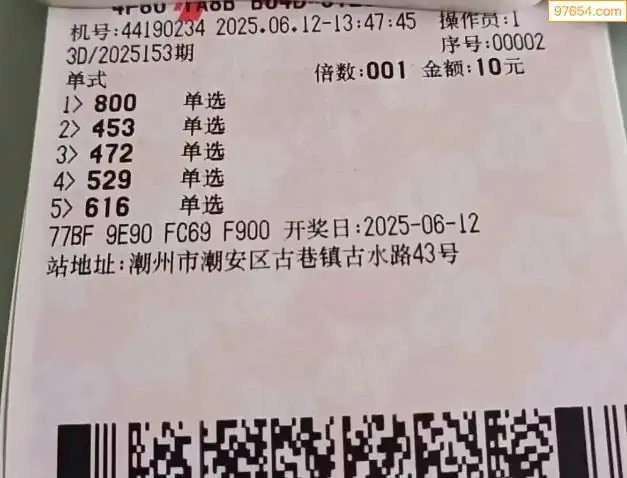 97654.com
机号:44190234 2025.06.12-13:47:45 操作员:1
3D/2025153期 序号:00002
单式 倍数:001 金额:10元
1> 800 单选
2> 453 单选
3> 472 单选
4> 529 单选
5> 616 单选
77BF 9E90 FC69 F900 开奖日:2025-06-12
站地址:潮州市潮安区古巷镇古水路43号